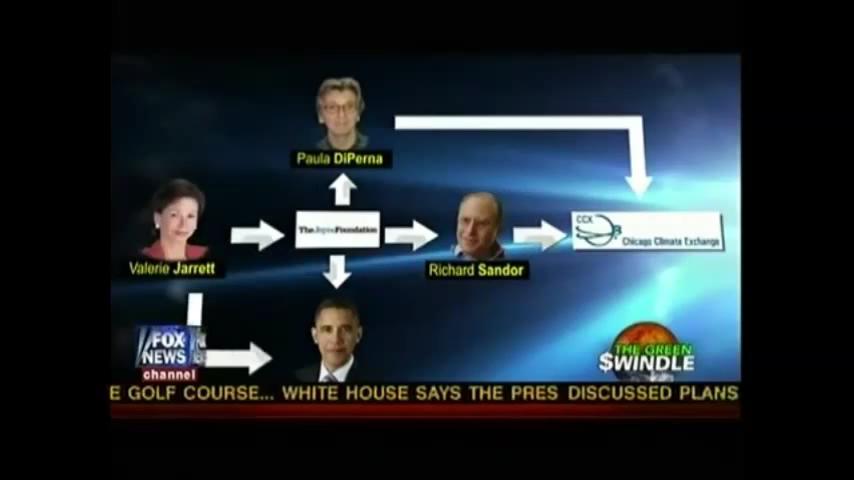 Paula DiPerna
The Joyce Foundation
CCX
Chicago Climate Exchange
Valerie Jarrett
Richard Sandor
FOX
NEWS
channel
THE GREEN
$WINDLE
E GOLF COURSE... WHITE HOUSE SAYS THE PRES DISCUSSED PLANS